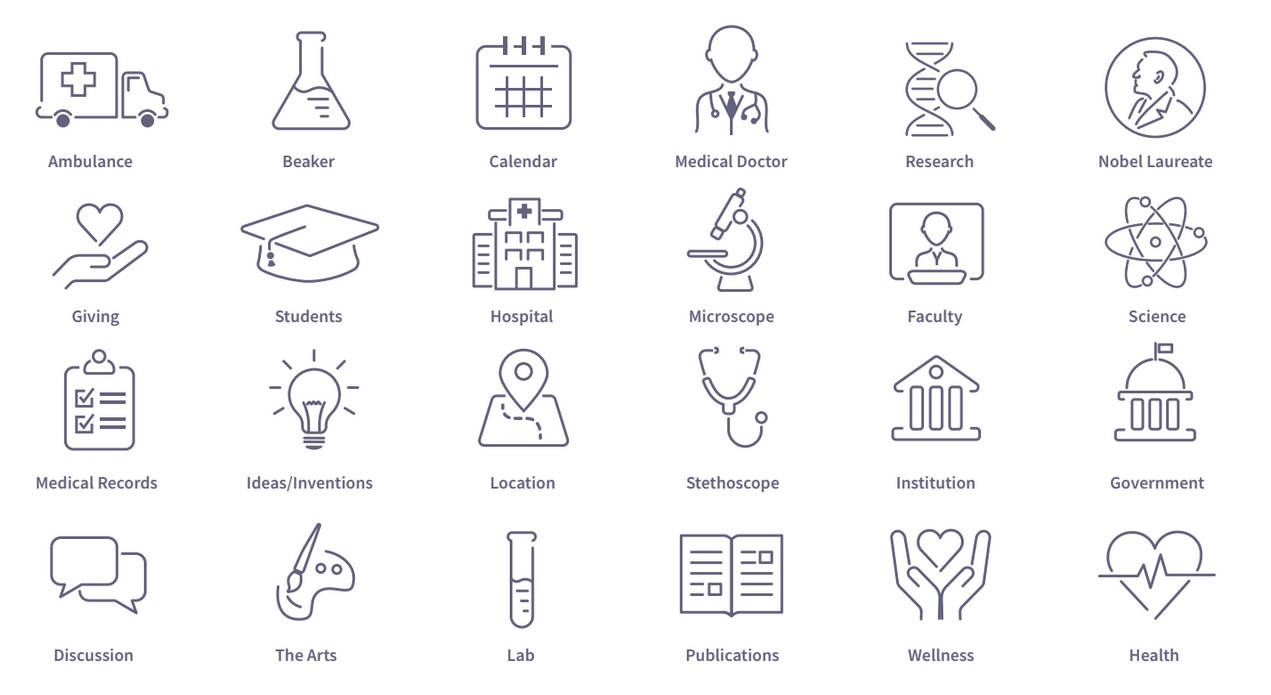 Ambulance
Beaker
Calendar
Medical Doctor
Research
Nobel Laureate
Giving
Students
Hospital
Microscope
Faculty
Science
Medical Records
Ideas/Inventions
Location
Stethoscope
Institution
Government
Discussion
The Arts
Lab
Publications
Wellness
Health